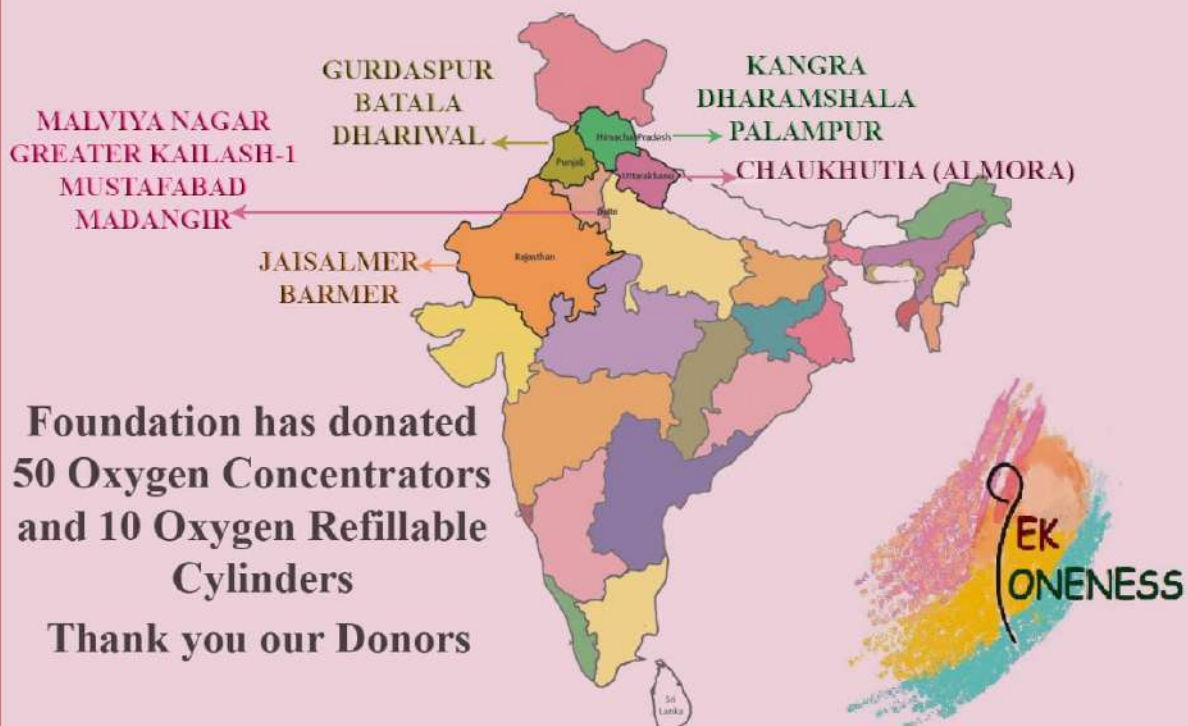 GURDASPUR
BATALA
DHARIWAL
KANGRA
DHARAMSHALA
PALAMPUR
MALVIYA NAGAR
GREATER KAILASH-1
MUSTAFABAD
MADANGIR
CHAUKHUTIA (ALMORA)
JAISALMER
BARMER
Himachal Pradesh
Punjab
Uttarakhand
Delhi
Rajasthan
Foundation has donated
50 Oxygen Concentrators
and 10 Oxygen Refillable
Cylinders
Thank you our Donors
EK
ONENESS
Sri
Lanka